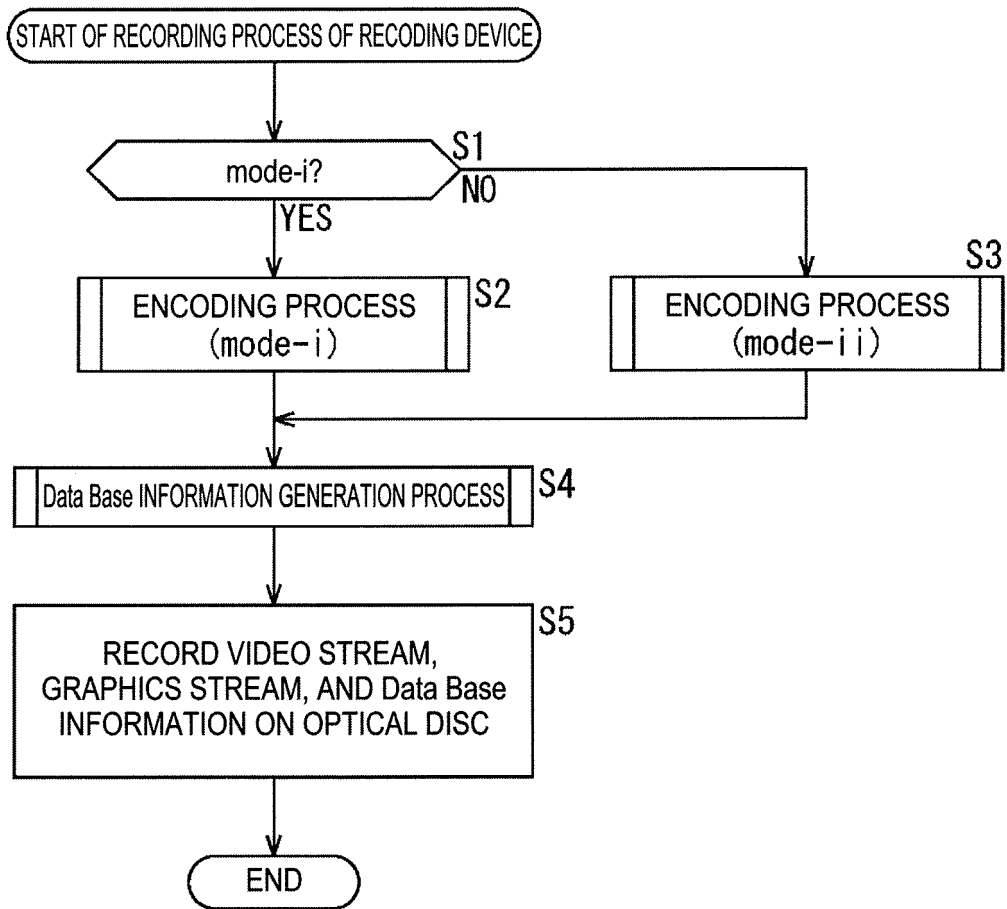 START OF RECORDING PROCESS OF RECODING DEVICE
mode-i?
S1
NO
YES
ENCODING PROCESS
(mode-i)
S2
ENCODING PROCESS
(mode-ii)
S3
Data Base INFORMATION GENERATION PROCESS
S4
RECORD VIDEO STREAM,
GRAPHICS STREAM, AND Data Base
INFORMATION ON OPTICAL DISC
S5
END